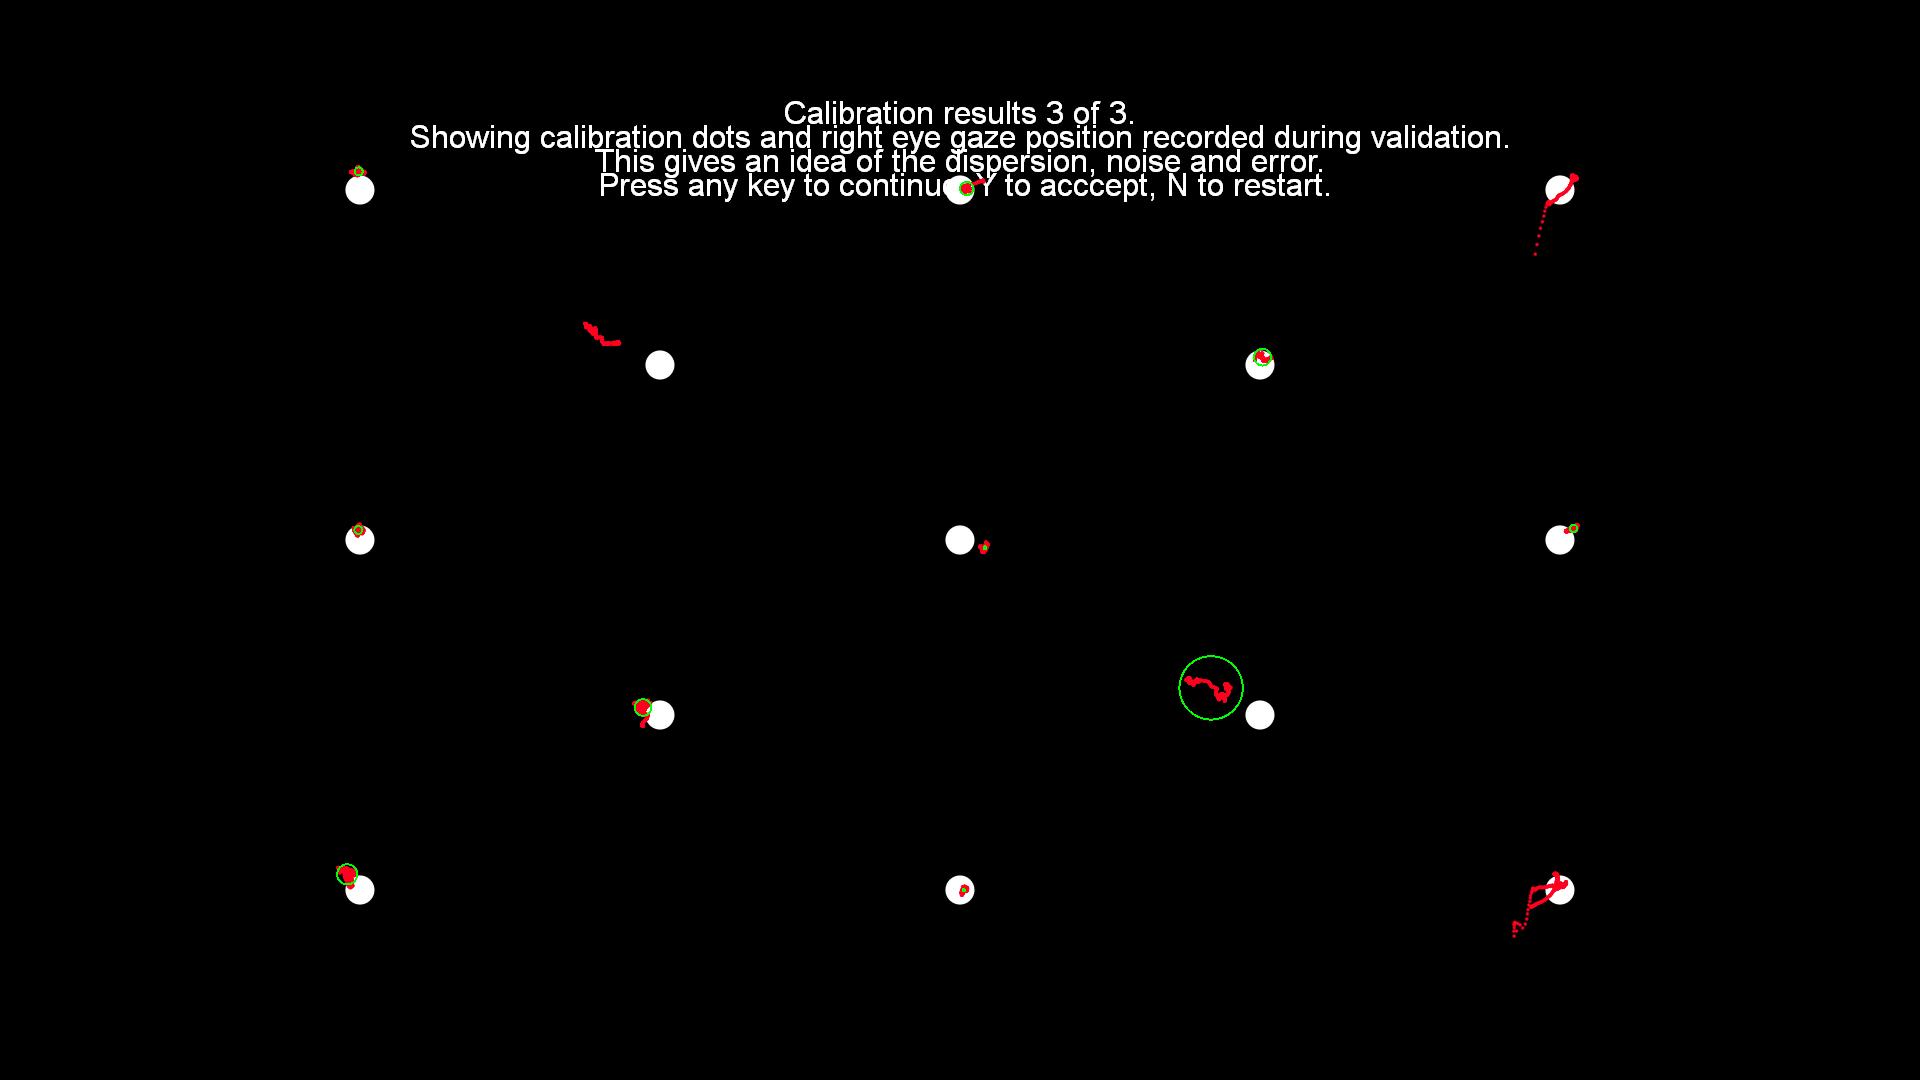 Calibration results 3 of 3.
Showing calibration dots and right eye gaze position recorded during validation.
This gives an idea of the dispersion, noise and error.
Press any key to continue, Y to acccept, N to restart.